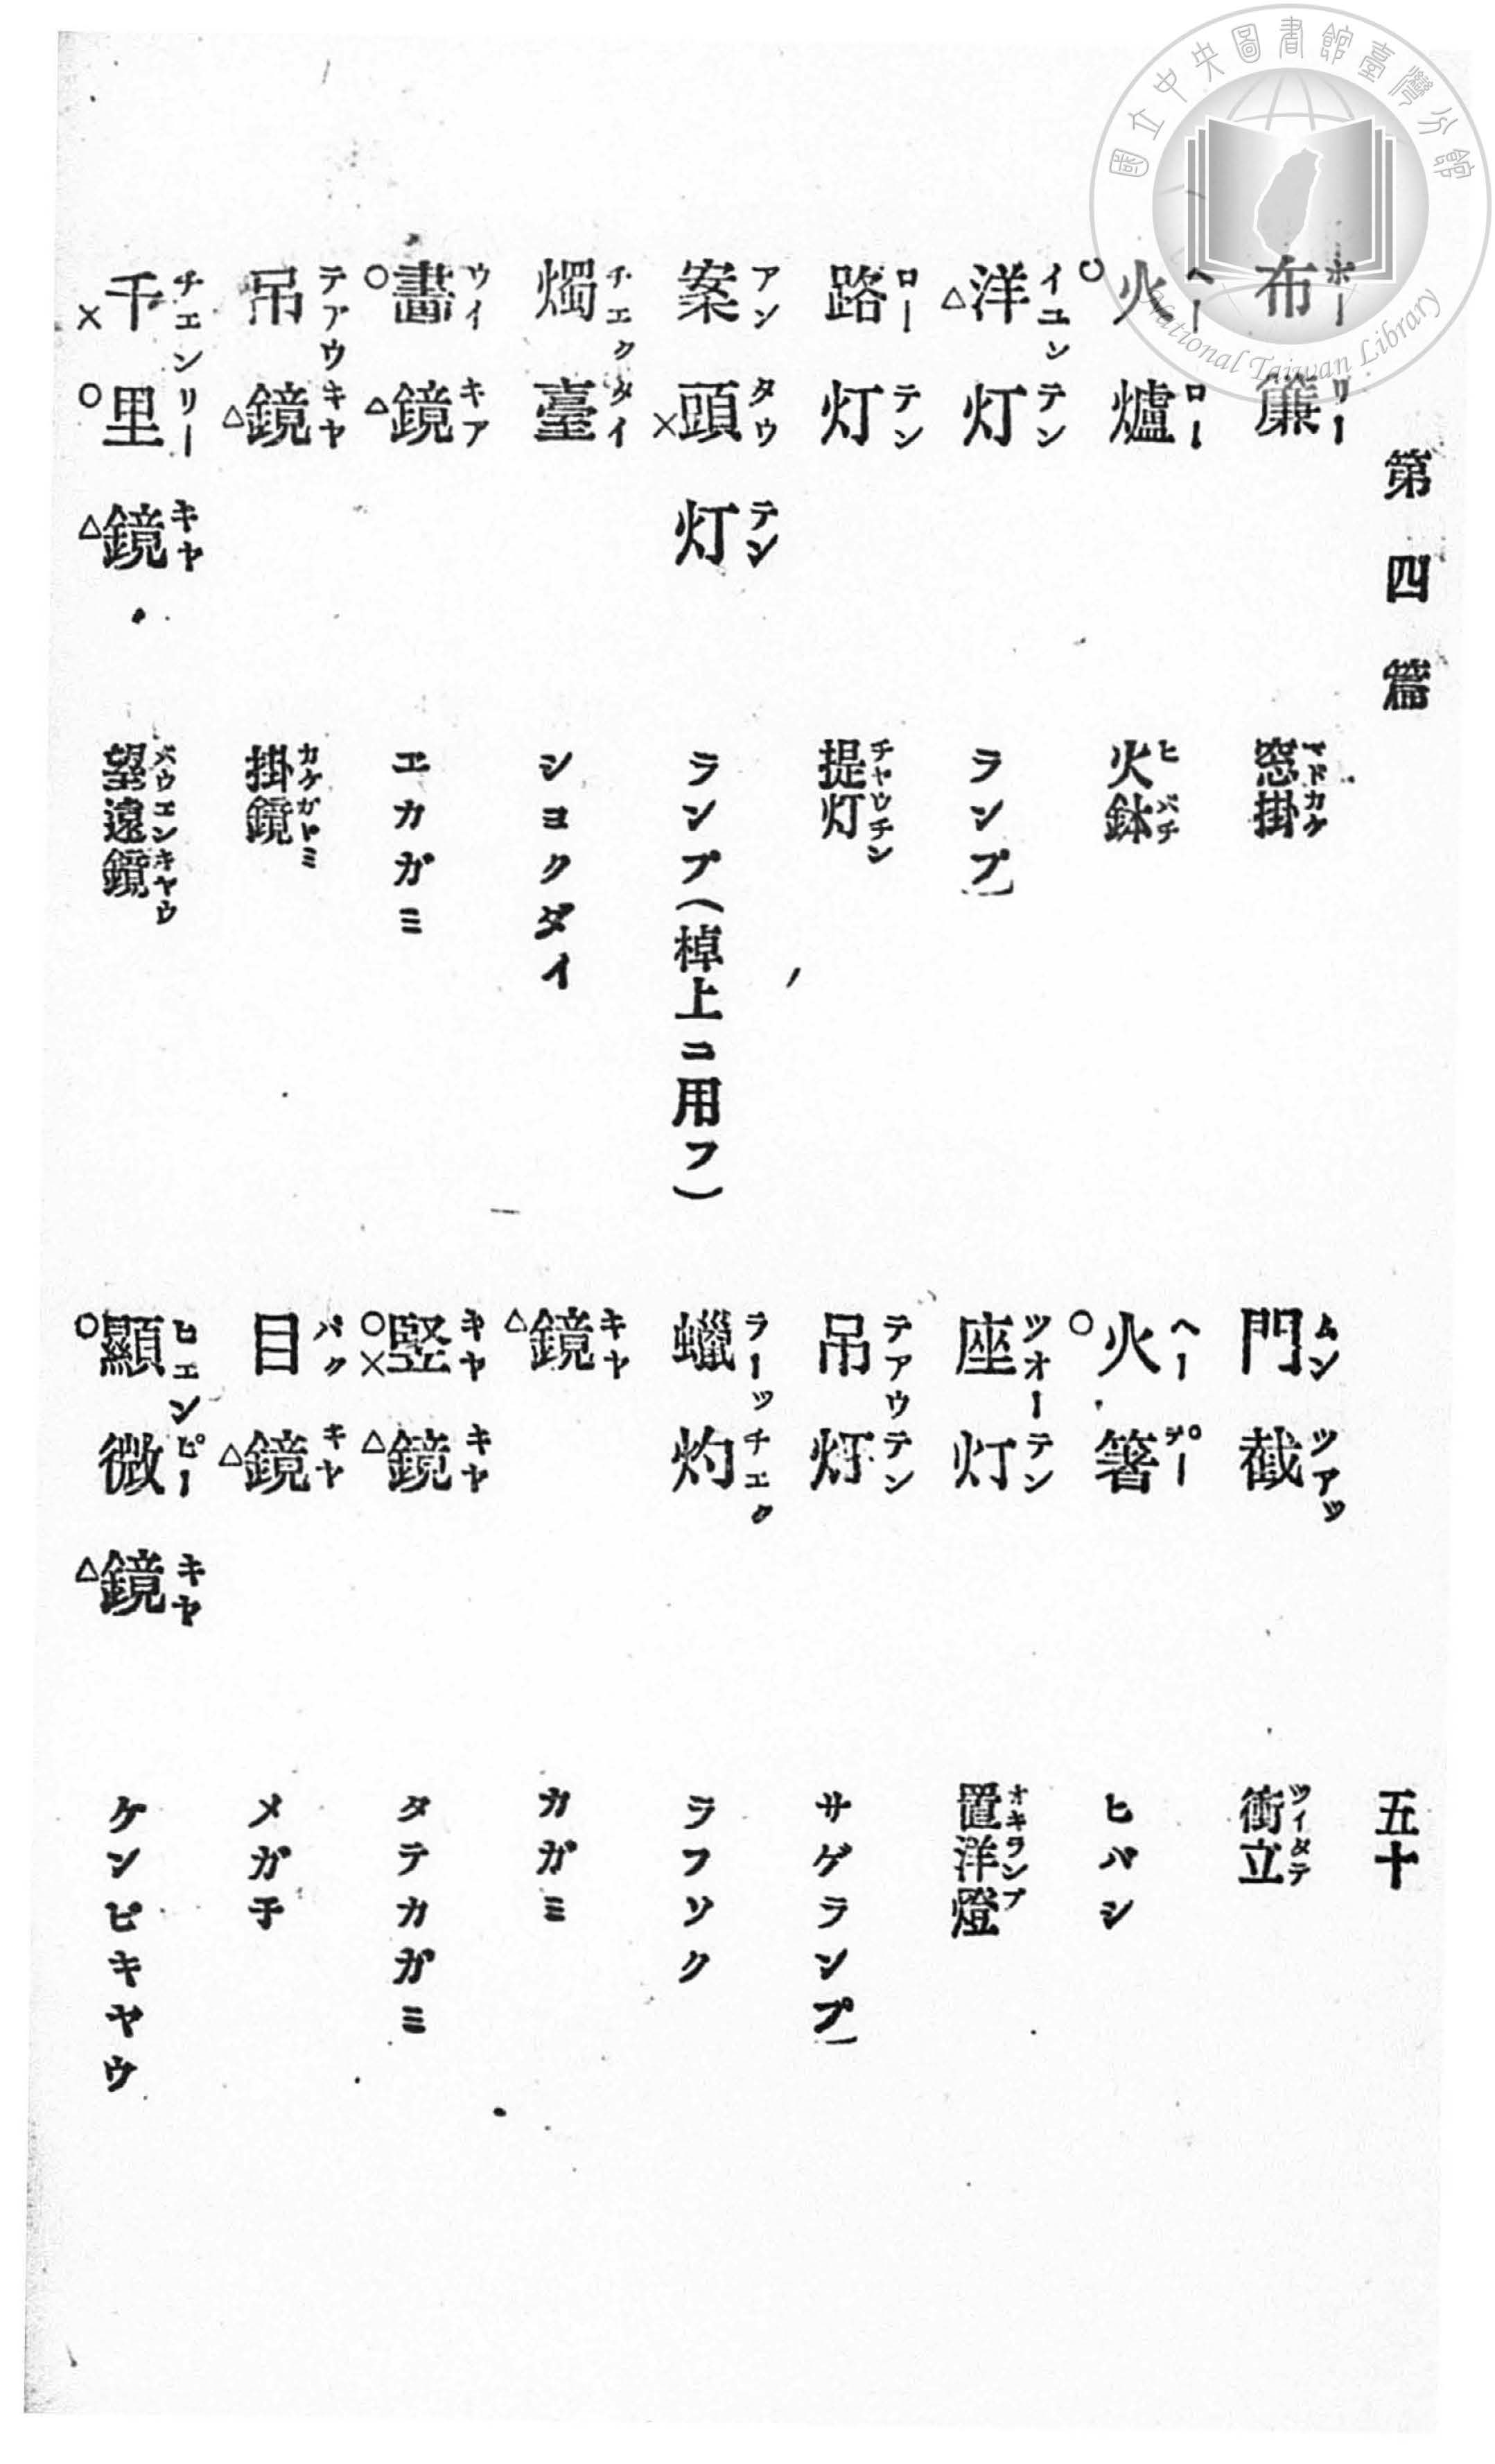 國立中央圖書館臺灣分館
National Taiwan Library
第四篇
五十
布簾 ホーリー 窓掛 マドカケ
門截 ムンツアッ 衝立 ツイタテ
○火爐 ヘーロー 火鉢 ヒバチ
○火箸 ヘー ヒバシ
△洋灯 イユンテン ランプ
座灯 ツオーテン 置洋燈 オキランプ
路灯 ローテン 提灯 チヤウチン
吊灯 テアウテン サゲランプ
案×頭灯 アンタウテン ランプ(棹上ニ用フ)
蠟灼 ラーッチエク ラフソク
燭臺 チエクタイ シヨクダイ
△鏡 キヤ カガミ
○畵△鏡 ウイキア エカガミ
○×竪△鏡 キヤキヤ タテカガミ
吊△鏡 テアウキヤ 掛鏡 カケガヾミ
目△鏡 バクキヤ メガ子
×千○里△鏡 チエンリーキヤ 望遠鏡 バウエンキヤウ
○顯微△鏡 ヒエンビーキヤ ケンビキヤウ